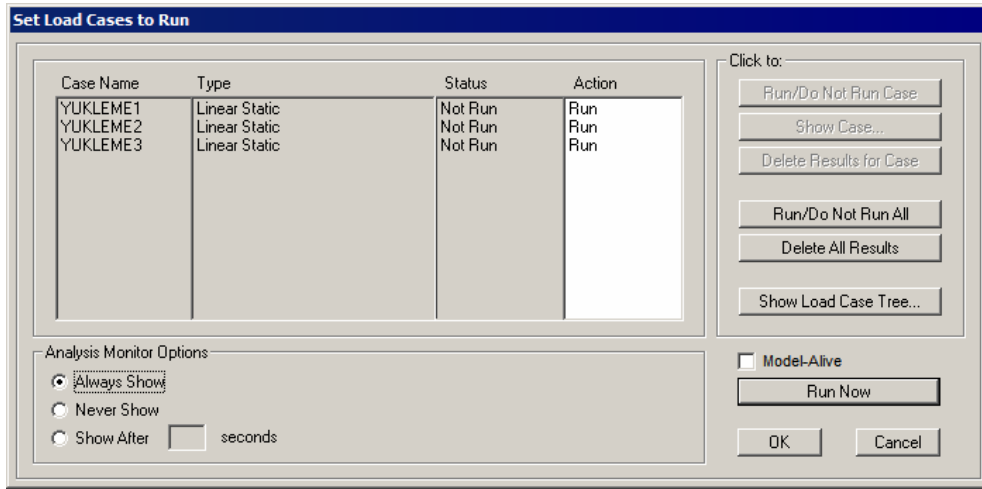 Set Load Cases to Run
Case Name Type Status Action
YUKLEME1 Linear Static Not Run Run
YUKLEME2 Linear Static Not Run Run
YUKLEME3 Linear Static Not Run Run
Click to:
Run/Do Not Run Case
Show Case...
Delete Results for Case
Run/Do Not Run All
Delete All Results
Show Load Case Tree...
Analysis Monitor Options
Always Show
Never Show
Show After seconds
Model-Alive
Run Now
OK Cancel